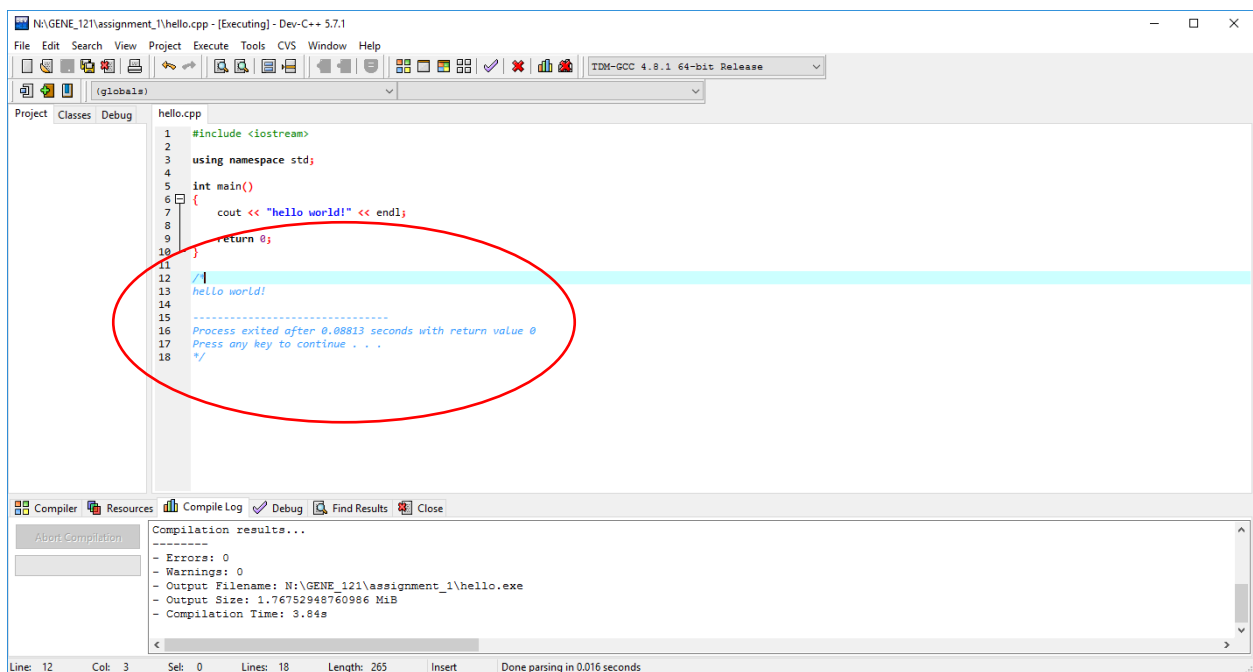 N:\GENE_121\assignment_1\hello.cpp - [Executing] - Dev-C++ 5.7.1
File Edit Search View Project Execute Tools CVS Window Help
TDM-GCC 4.8.1 64-bit Release
(globals)
Project Classes Debug
hello.cpp
1 #include <iostream>
2
3 using namespace std;
4
5 int main()
6 {
7 cout << "hello world!" << endl;
8
9 return 0;
10 }
11
12 /*
13 hello world!
14
15 --------------------------------
16 Process exited after 0.08813 seconds with return value 0
17 Press any key to continue . . .
18 */
Compiler Resources Compile Log Debug Find Results Close
Abort Compilation
Compilation results...
--------
- Errors: 0
- Warnings: 0
- Output Filename: N:\GENE_121\assignment_1\hello.exe
- Output Size: 1.76752948760986 MiB
- Compilation Time: 3.84s
Line: 12 Col: 3 Sel: 0 Lines: 18 Length: 265 Insert Done parsing in 0.016 seconds